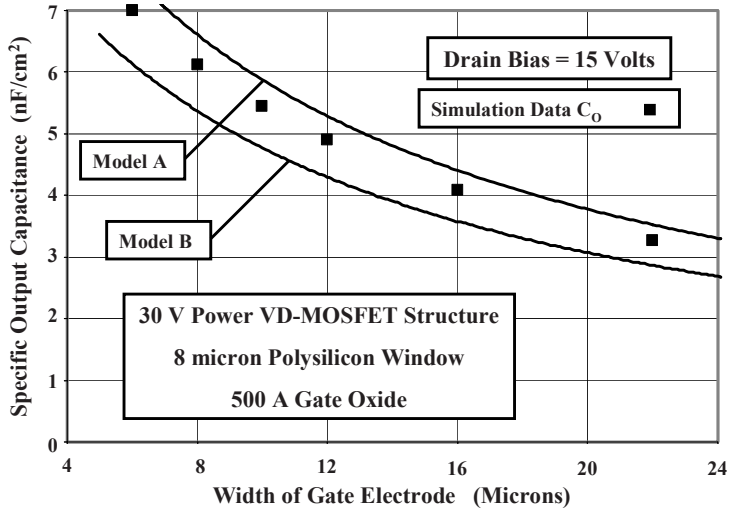 Specific Output Capacitance (nF/cm²)
7
6
5
4
3
2
1
0
Drain Bias = 15 Volts
Simulation Data C_O
Model A
Model B
30 V Power VD-MOSFET Structure
8 micron Polysilicon Window
500 A Gate Oxide
4 8 12 16 20 24
Width of Gate Electrode (Microns)